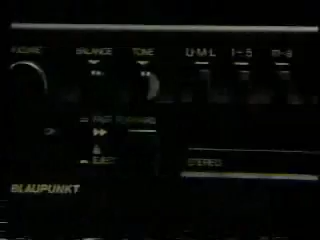 BALANCE TONE U-M-L 1-5
FAST FORWARD
EJECT
STEREO
BLAUPUNKT